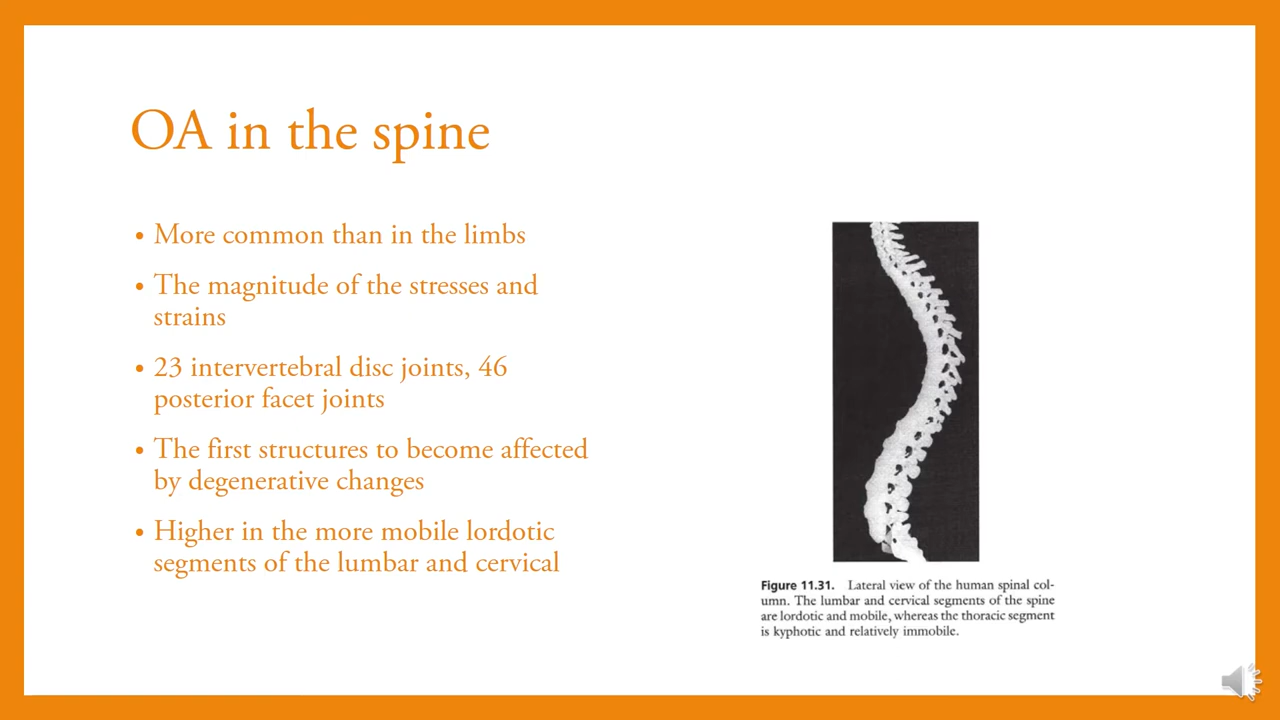 OA in the spine
• More common than in the limbs
• The magnitude of the stresses and
strains
• 23 intervertebral disc joints, 46
posterior facet joints
• The first structures to become affected
by degenerative changes
• Higher in the more mobile lordotic
segments of the lumbar and cervical
Figure 11.31. Lateral view of the human spinal col-
umn. The lumbar and cervical segments of the spine
are lordotic and mobile, whereas the thoracic segment
is kyphotic and relatively immobile.